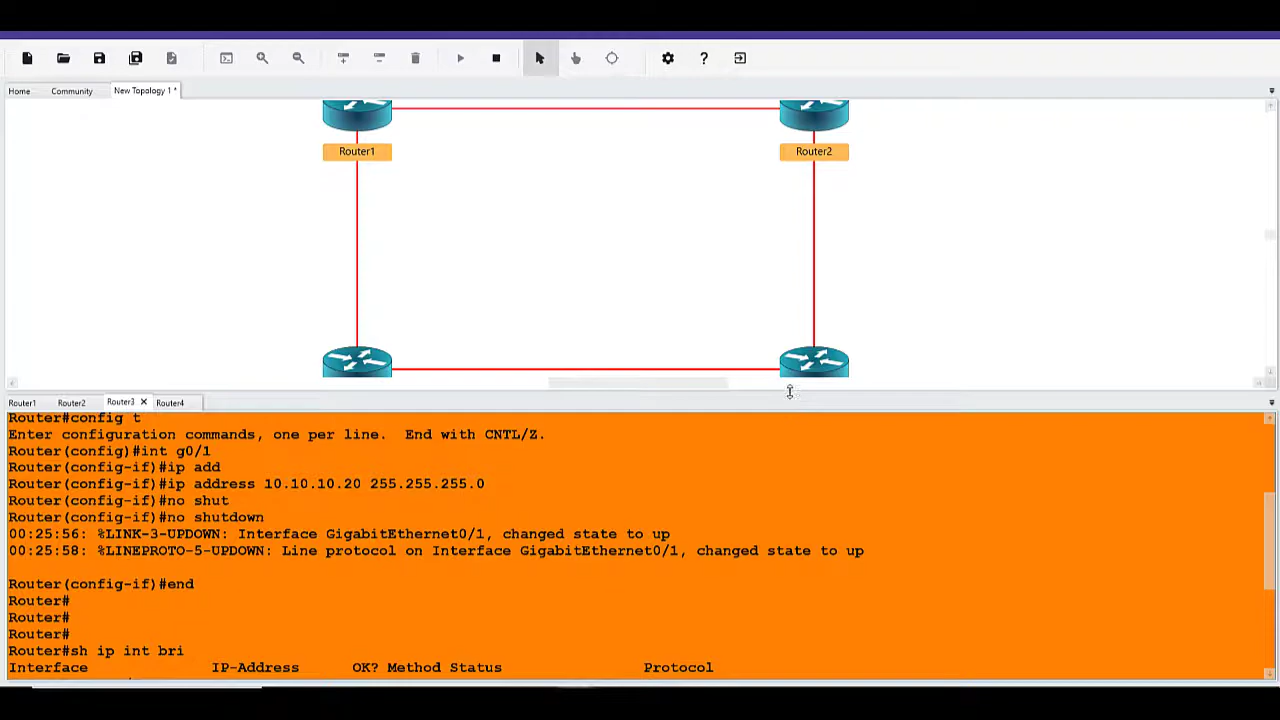 ?
Home Community New Topology 1 *
Router1 Router2
Router1 Router2 Router3 Router4
Router#config t
Enter configuration commands, one per line.  End with CNTL/Z.
Router(config)#int g0/1
Router(config-if)#ip add
Router(config-if)#ip address 10.10.10.20 255.255.255.0
Router(config-if)#no shut
Router(config-if)#no shutdown
00:25:56: %LINK-3-UPDOWN: Interface GigabitEthernet0/1, changed state to up
00:25:58: %LINEPROTO-5-UPDOWN: Line protocol on Interface GigabitEthernet0/1, changed state to up
Router(config-if)#end
Router#
Router#
Router#
Router#sh ip int bri
Interface IP-Address OK? Method Status Protocol